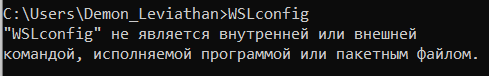 C:\Users\Demon_Leviathan>WSLconfig
"WSLconfig" не является внутренней или внешней
командой, исполняемой программой или пакетным файлом.